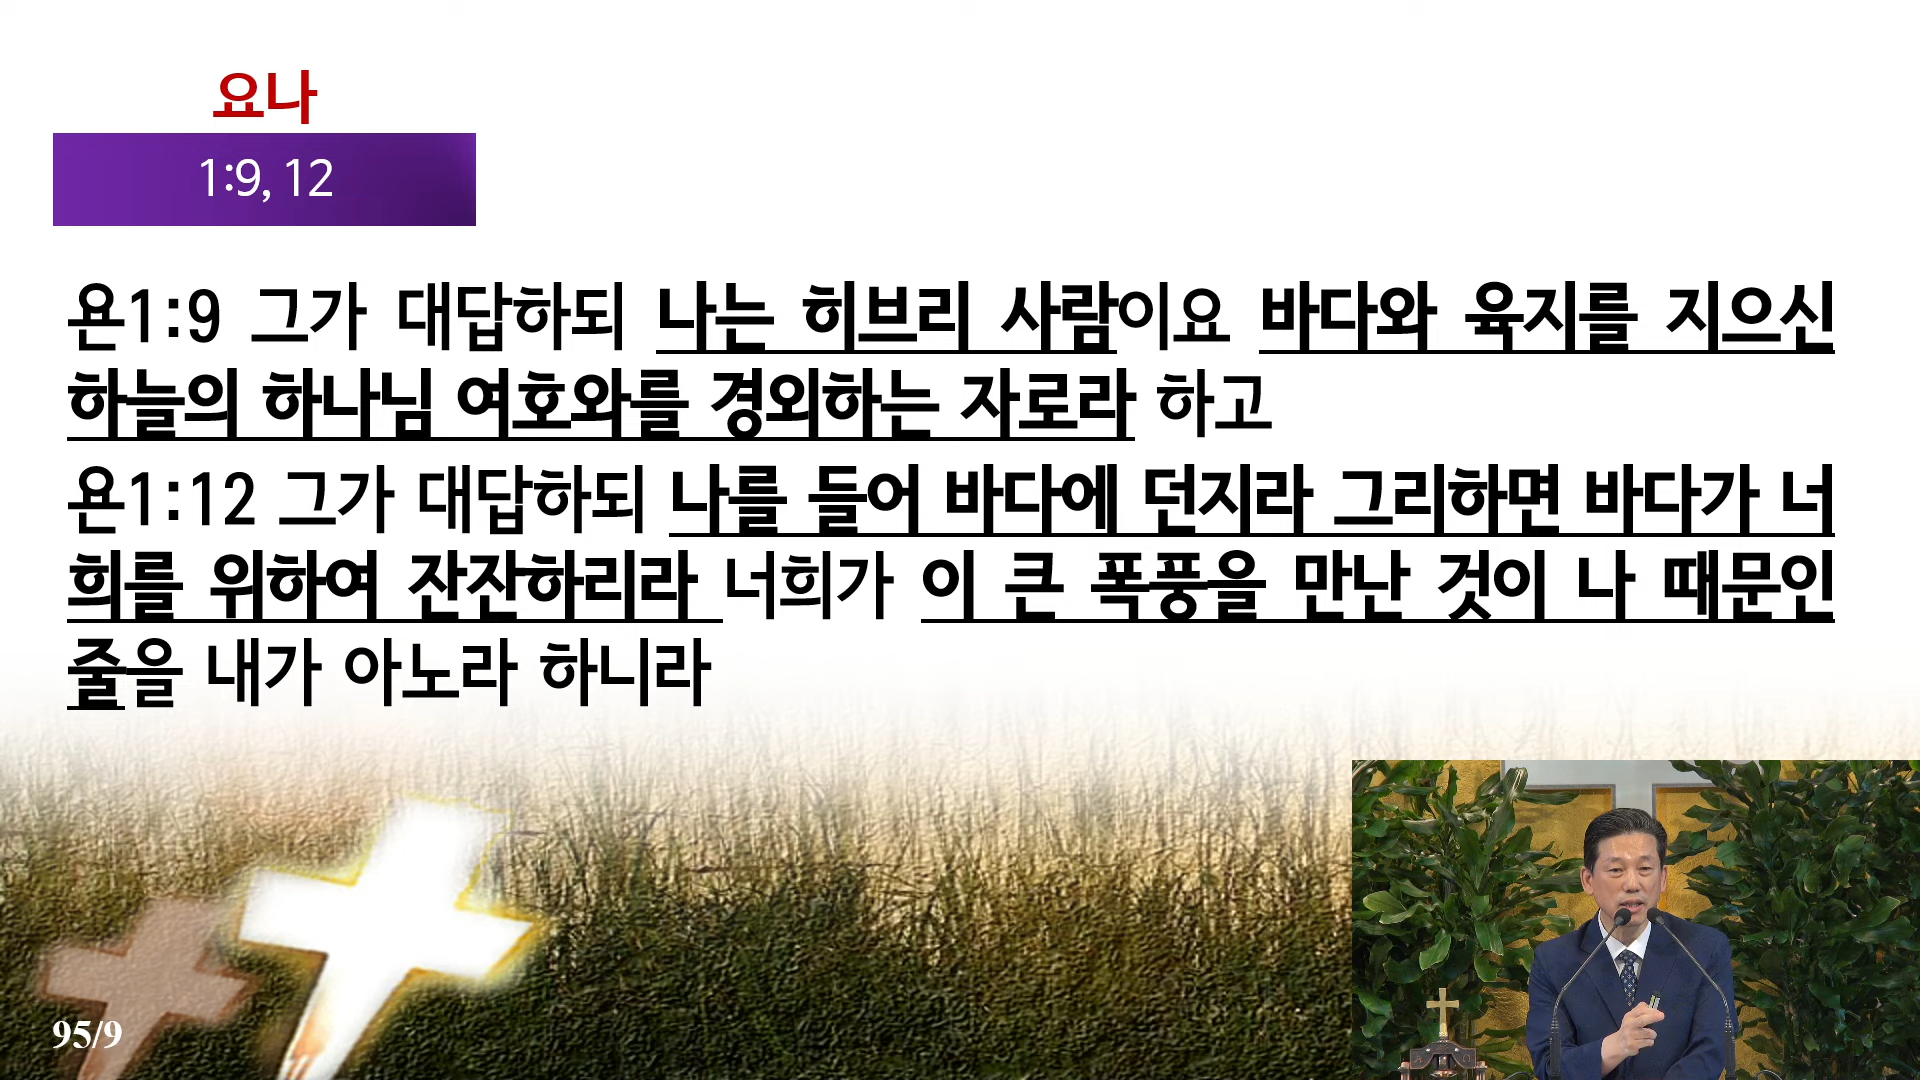 요나
1:9, 12
욘1:9 그가 대답하되 나는 히브리 사람이요 바다와 육지를 지으신
하늘의 하나님 여호와를 경외하는 자로라 하고
욘1:12 그가 대답하되 나를 들어 바다에 던지라 그리하면 바다가 너
희를 위하여 잔잔하리라 너희가 이 큰 폭풍을 만난 것이 나 때문인
줄을 내가 아노라 하니라
95/9